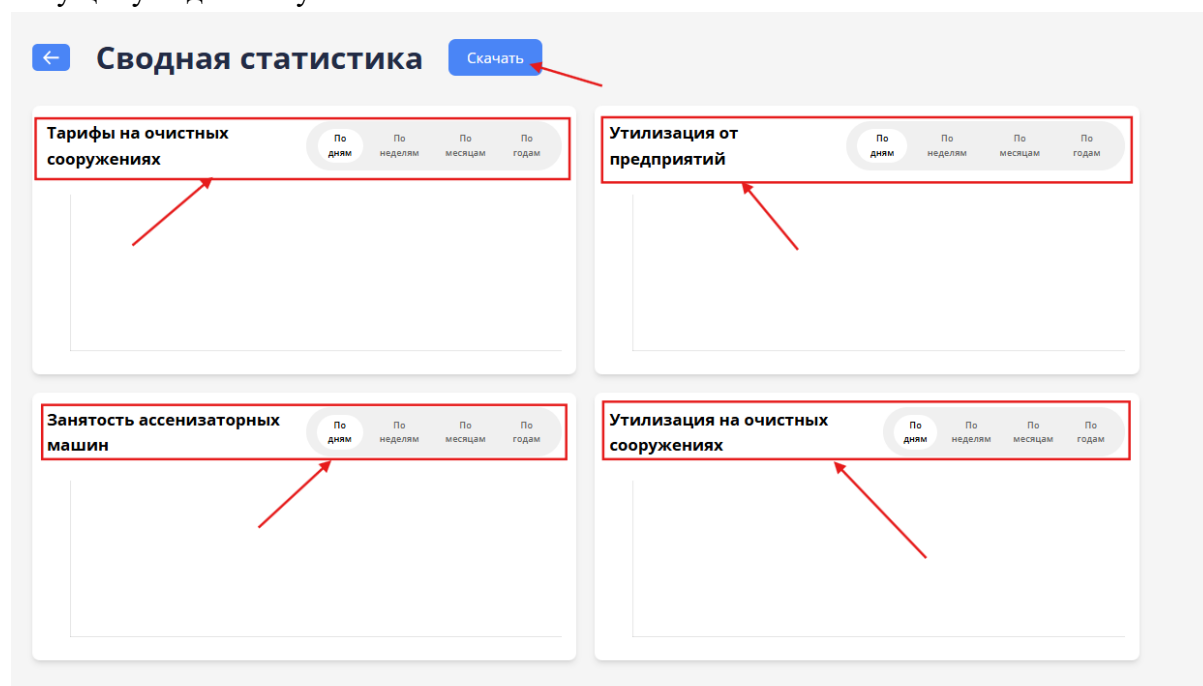 Сводная статистика
Скачать
Тарифы на очистных
сооружениях
По дням
По неделям
По месяцам
По годам
Утилизация от
предприятий
По дням
По неделям
По месяцам
По годам
Занятость ассенизаторных
машин
По дням
По неделям
По месяцам
По годам
Утилизация на очистных
сооружениях
По дням
По неделям
По месяцам
По годам